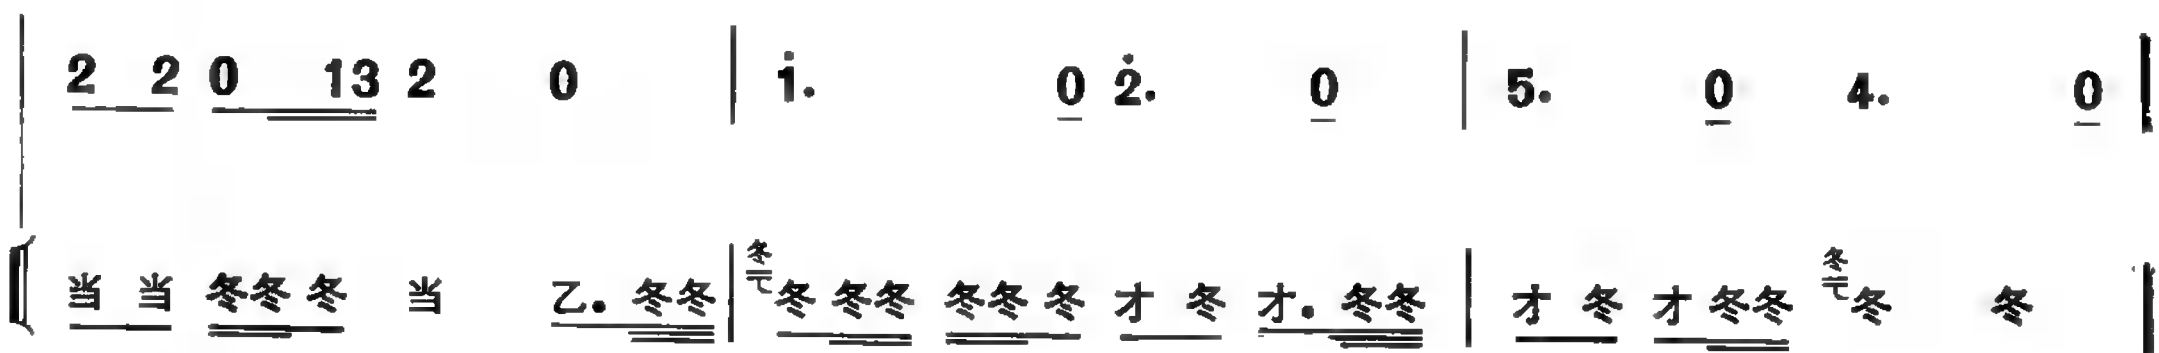 2 2 0 13 2 0 | i. 0 2̇. 0 | 5. 0 4. 0 |
当 当 冬冬 冬 当 乙. 冬冬 | 冬 冬 冬冬 冬冬 冬 才 冬 才. 冬冬 | 才 冬 才 冬冬 冬 冬 冬 |